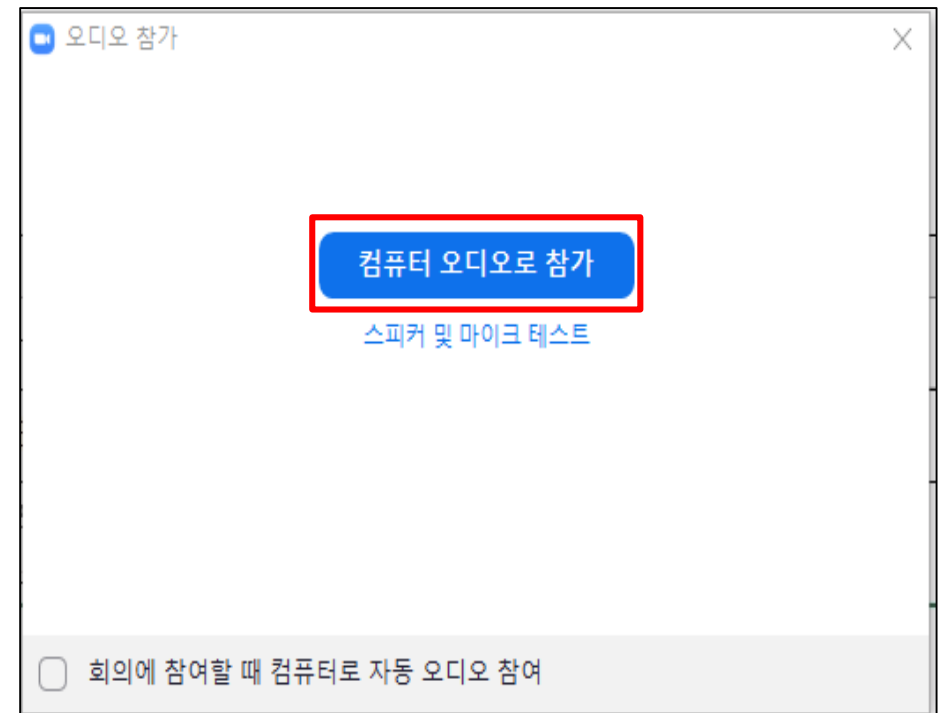 오디오 참가
컴퓨터 오디오로 참가
스피커 및 마이크 테스트
회의에 참여할 때 컴퓨터로 자동 오디오 참여